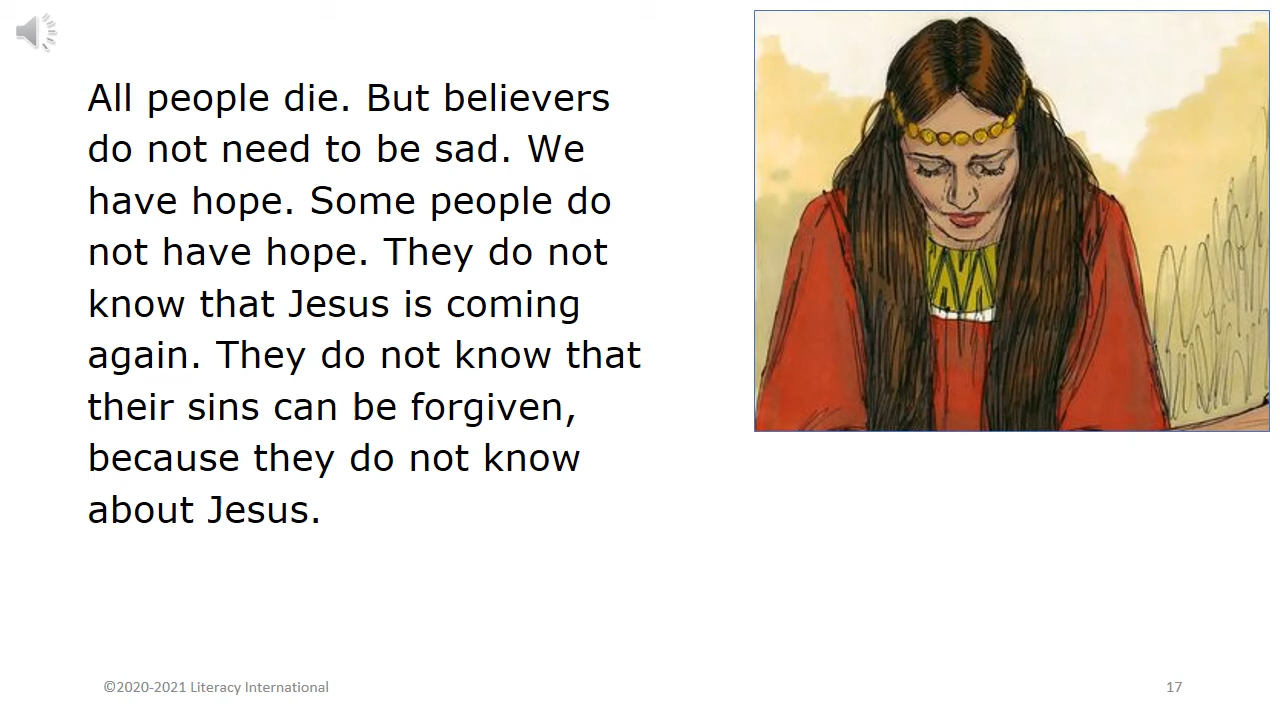 All people die. But believers
do not need to be sad. We
have hope. Some people do
not have hope. They do not
know that Jesus is coming
again. They do not know that
their sins can be forgiven,
because they do not know
about Jesus.
©2020-2021 Literacy International
17